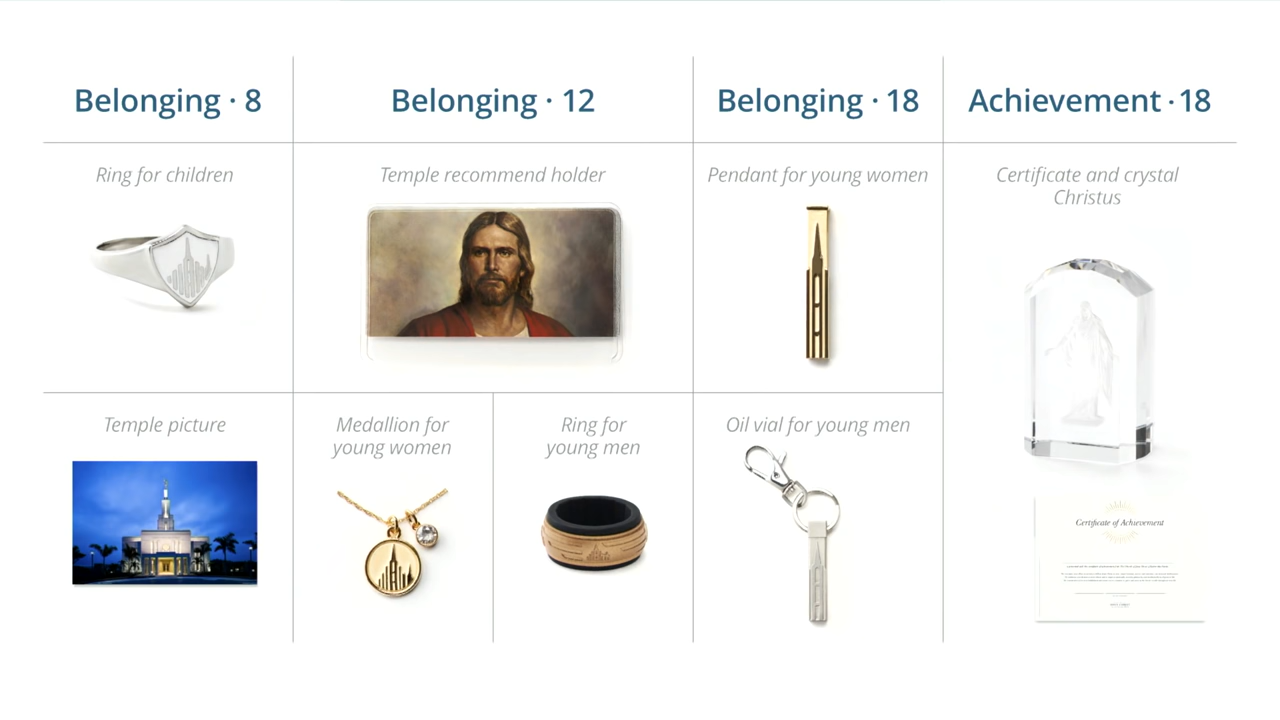 Belonging · 8
Belonging · 12
Belonging · 18
Achievement · 18
Ring for children
Temple recommend holder
Pendant for young women
Certificate and crystal
Christus
Temple picture
Medallion for
young women
Ring for
young men
Oil vial for young men
Certificate of Achievement